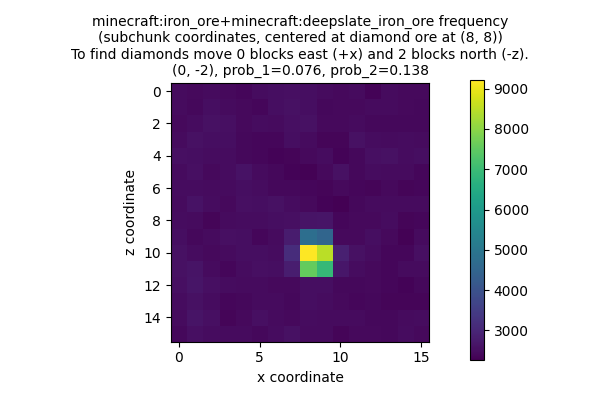 minecraft:iron_ore+minecraft:deepslate_iron_ore frequency
(subchunk coordinates, centered at diamond ore at (8, 8))
To find diamonds move 0 blocks east (+x) and 2 blocks north (-z).
(0, -2), prob_1=0.076, prob_2=0.138
0
2
4
6
8
10
12
14
z coordinate
0 5 10 15
x coordinate
9000
8000
7000
6000
5000
4000
3000